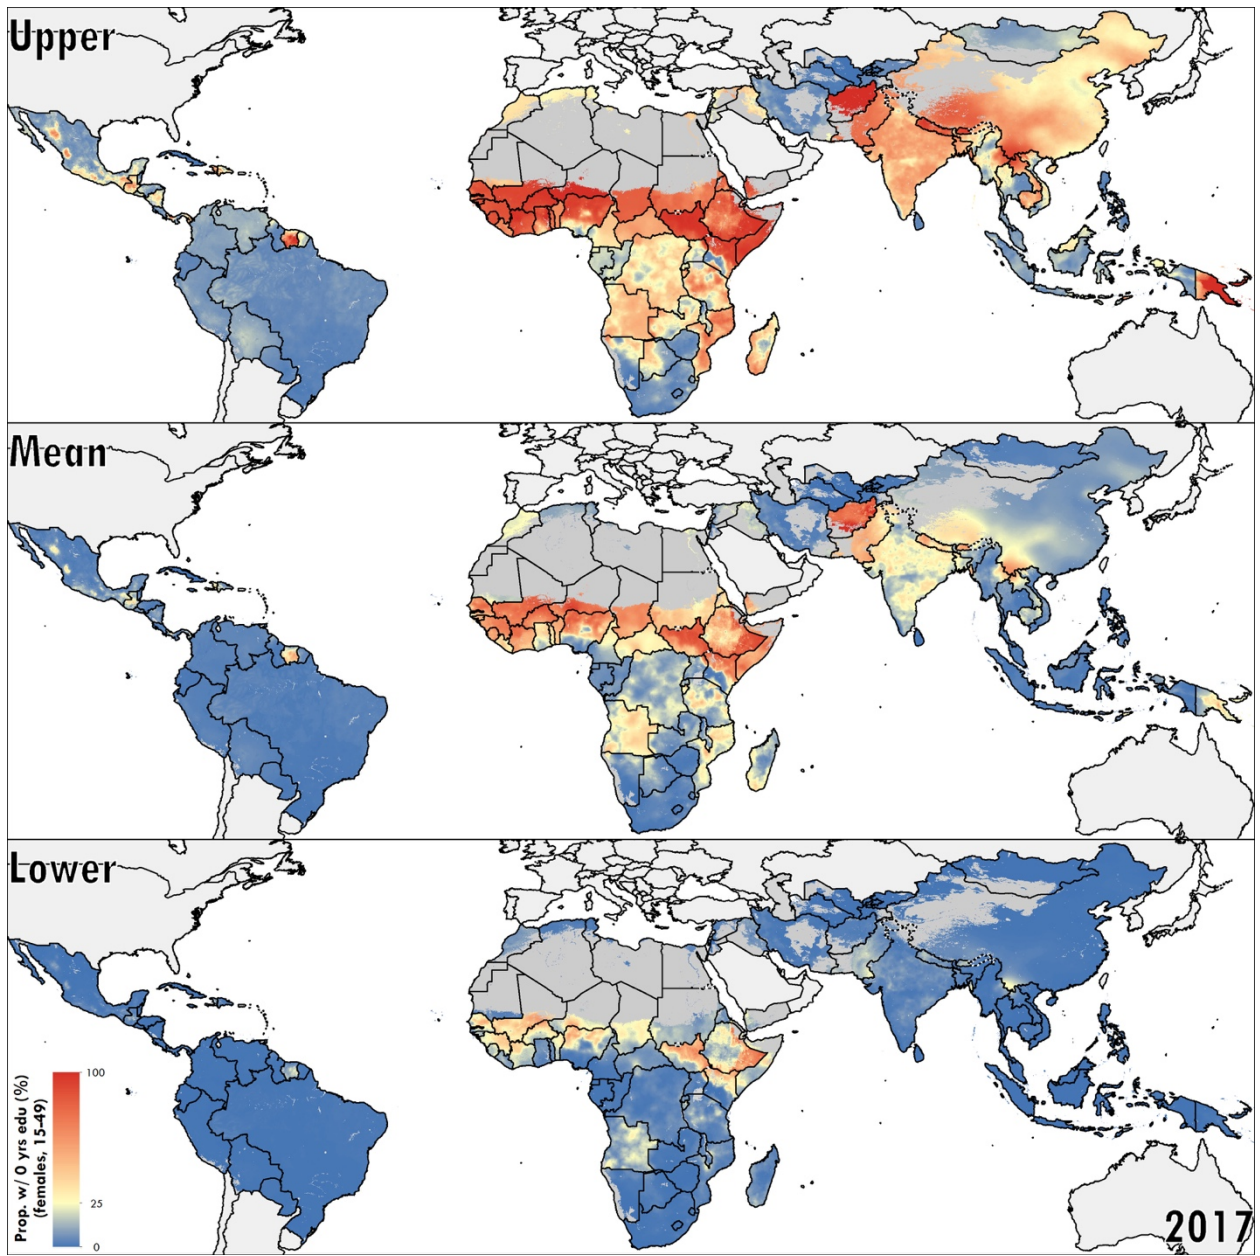 Upper
Mean
Lower
Prop. w/ 0 yrs edu (%)
(females, 15-49)
100
25
0
2017